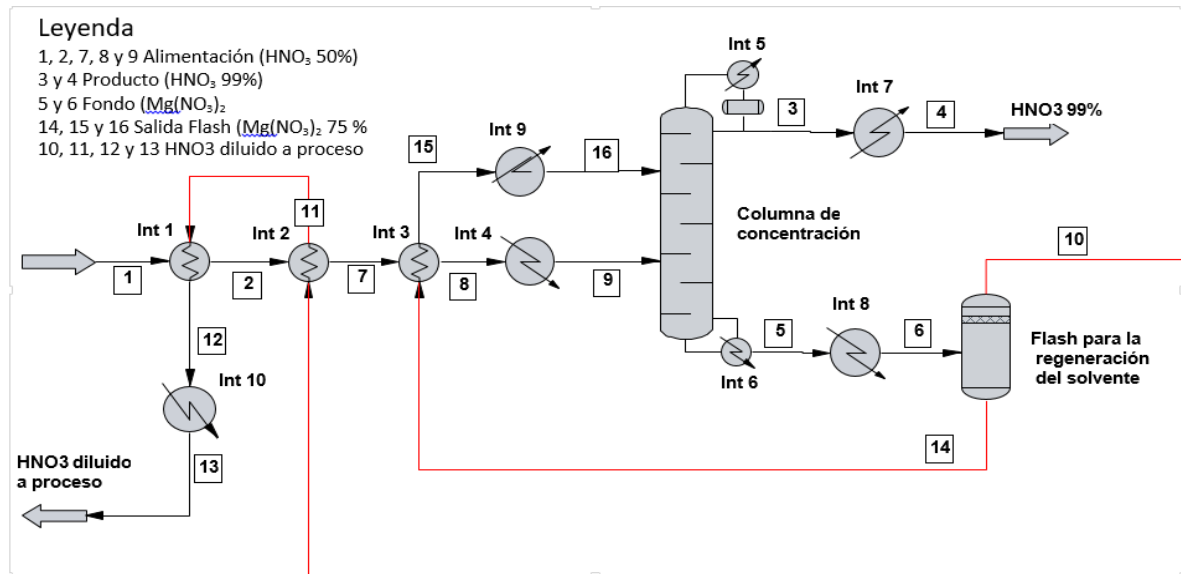 Leyenda
1, 2, 7, 8 y 9 Alimentación (HNO₃ 50%)
3 y 4 Producto (HNO₃ 99%)
5 y 6 Fondo (Mg(NO₃)₂
14, 15 y 16 Salida Flash (Mg(NO₃)₂ 75 %
10, 11, 12 y 13 HNO3 diluido a proceso
Int 5
Int 7
3
4
HNO3 99%
Int 9
15
16
Int 1
11
Int 2
Int 3
Int 4
Columna de
concentración
10
1
2
7
8
9
Int 8
5
6
Flash para la
regeneración
del solvente
Int 6
12
Int 10
14
13
HNO3 diluido
a proceso